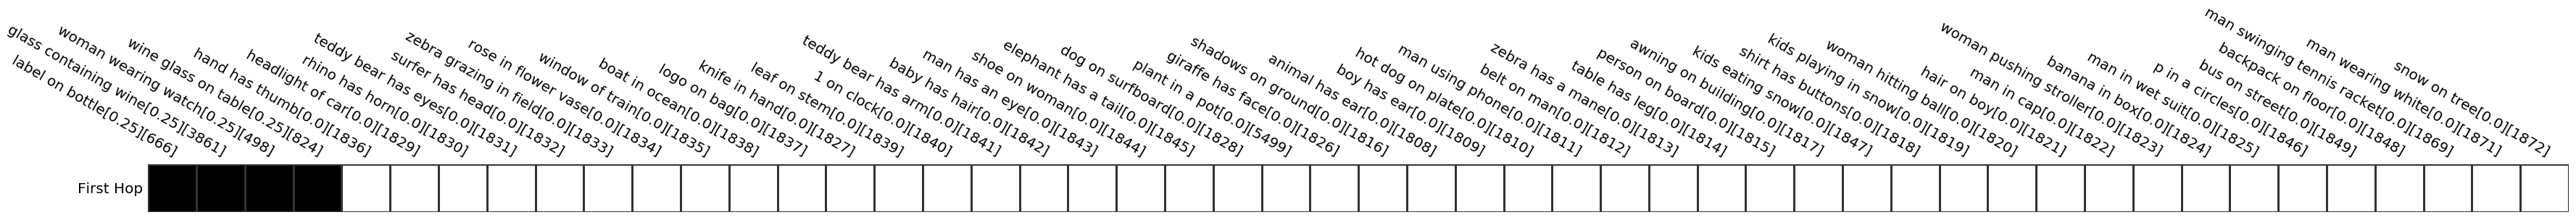 label on bottle[0.25][666]
glass containing wine[0.25][3861]
woman wearing watch[0.25][498]
wine glass on table[0.25][824]
hand has thumb[0.0][1836]
headlight of car[0.0][1829]
rhino has horn[0.0][1830]
teddy bear has eyes[0.0][1831]
surfer has head[0.0][1832]
zebra grazing in field[0.0][1833]
rose in flower vase[0.0][1834]
window of train[0.0][1835]
boat in ocean[0.0][1838]
logo on bag[0.0][1837]
knife in hand[0.0][1827]
leaf on stem[0.0][1839]
1 on clock[0.0][1840]
teddy bear has arm[0.0][1841]
baby has hair[0.0][1842]
man has an eye[0.0][1843]
shoe on woman[0.0][1844]
elephant has a tail[0.0][1845]
dog on surfboard[0.0][1828]
plant in a pot[0.0][5499]
giraffe has face[0.0][1826]
shadows on ground[0.0][1816]
animal has ear[0.0][1808]
boy has ear[0.0][1809]
hot dog on plate[0.0][1810]
man using phone[0.0][1811]
belt on man[0.0][1812]
zebra has a mane[0.0][1813]
table has leg[0.0][1814]
person on board[0.0][1815]
awning on building[0.0][1817]
kids eating snow[0.0][1847]
shirt has buttons[0.0][1818]
kids playing in snow[0.0][1819]
woman hitting ball[0.0][1820]
hair on boy[0.0][1821]
man in cap[0.0][1822]
woman pushing stroller[0.0][1823]
banana in box[0.0][1824]
man in wet suit[0.0][1825]
p in a circles[0.0][1846]
bus on street[0.0][1849]
backpack on floor[0.0][1848]
man swinging tennis racket[0.0][1869]
man wearing white[0.0][1871]
snow on tree[0.0][1872]
First Hop